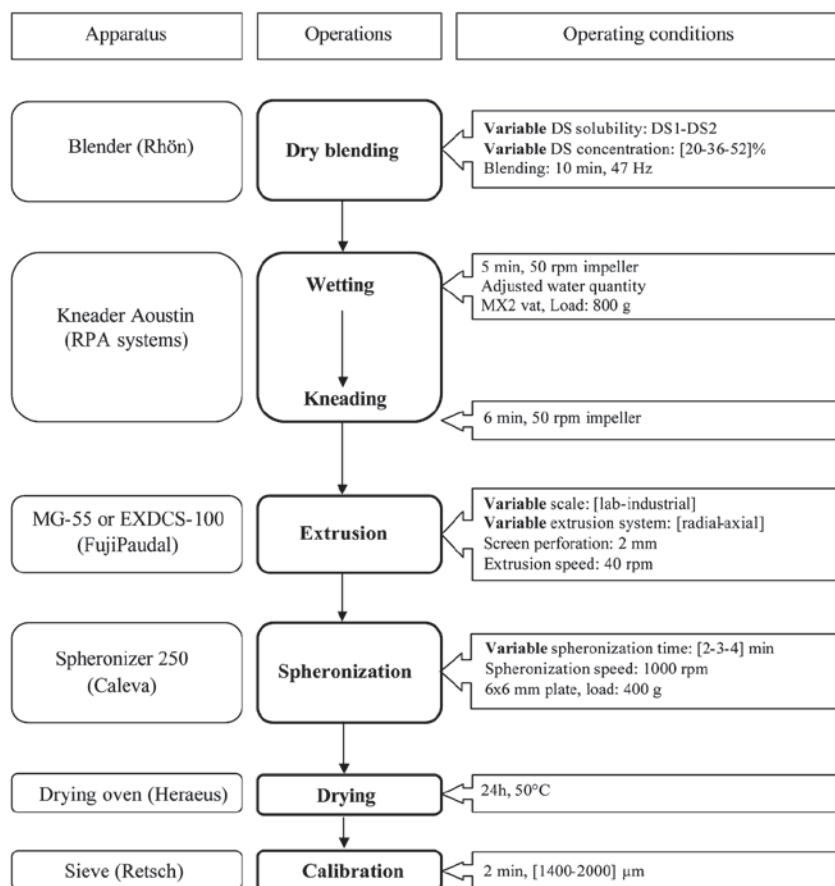 Apparatus
Operations
Operating conditions
Blender (Rhön)
Dry blending
Variable DS solubility: DS1-DS2
Variable DS concentration: [20-36-52]%
Blending: 10 min, 47 Hz
Kneader Aoustin
(RPA systems)
Wetting
5 min, 50 rpm impeller
Adjusted water quantity
MX2 vat, Load: 800 g
Kneading
6 min, 50 rpm impeller
MG-55 or EXDCS-100
(FujiPaudal)
Extrusion
Variable scale: [lab-industrial]
Variable extrusion system: [radial-axial]
Screen perforation: 2 mm
Extrusion speed: 40 rpm
Spheronizer 250
(Caleva)
Spheronization
Variable spheronization time: [2-3-4] min
Spheronization speed: 1000 rpm
6x6 mm plate, load: 400 g
Drying oven (Heraeus)
Drying
24h, 50°C
Sieve (Retsch)
Calibration
2 min, [1400-2000] µm